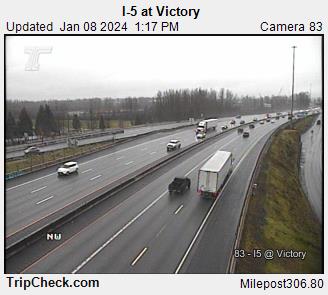 I-5 at Victory
Updated Jan 08 2024 1:17 PM Camera 83
NW
83 - I5 @ Victory
TripCheck.com Milepost306.80